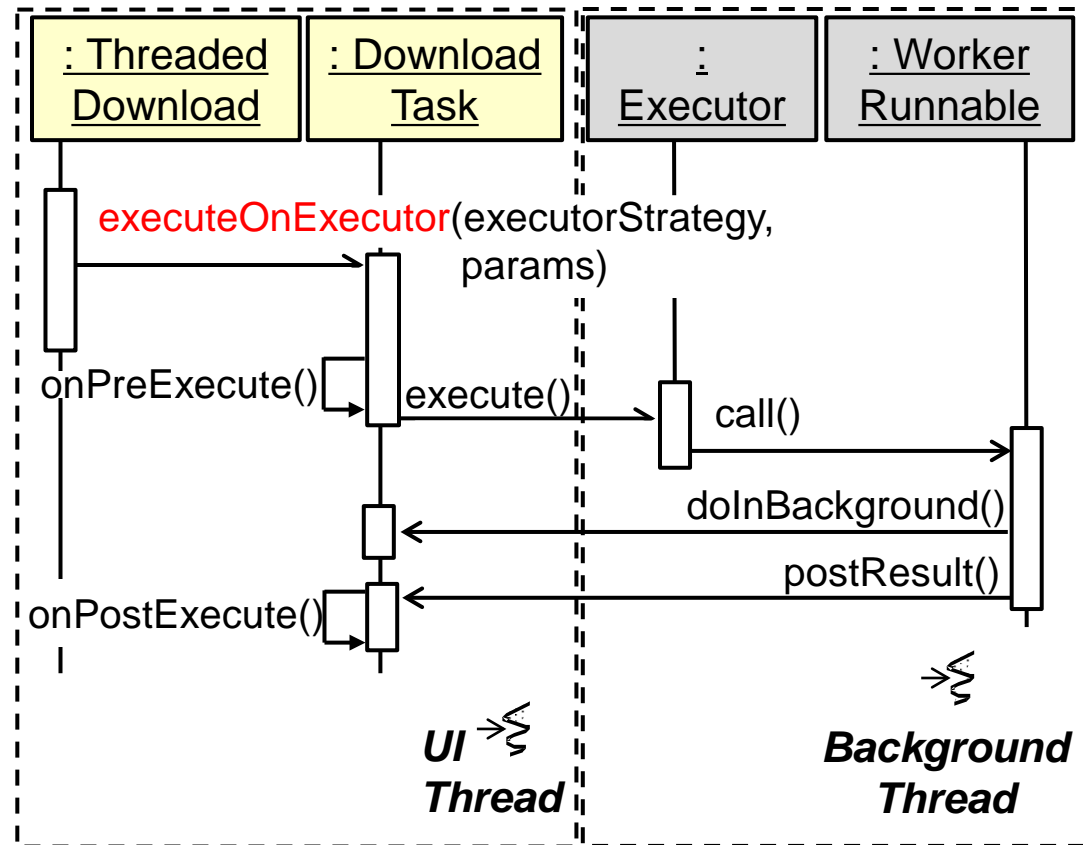 : Threaded
Download
: Download
Task
:
Executor
: Worker
Runnable
executeOnExecutor(executorStrategy,
params)
onPreExecute()
execute()
call()
doInBackground()
postResult()
onPostExecute()
UI
Thread
Background
Thread